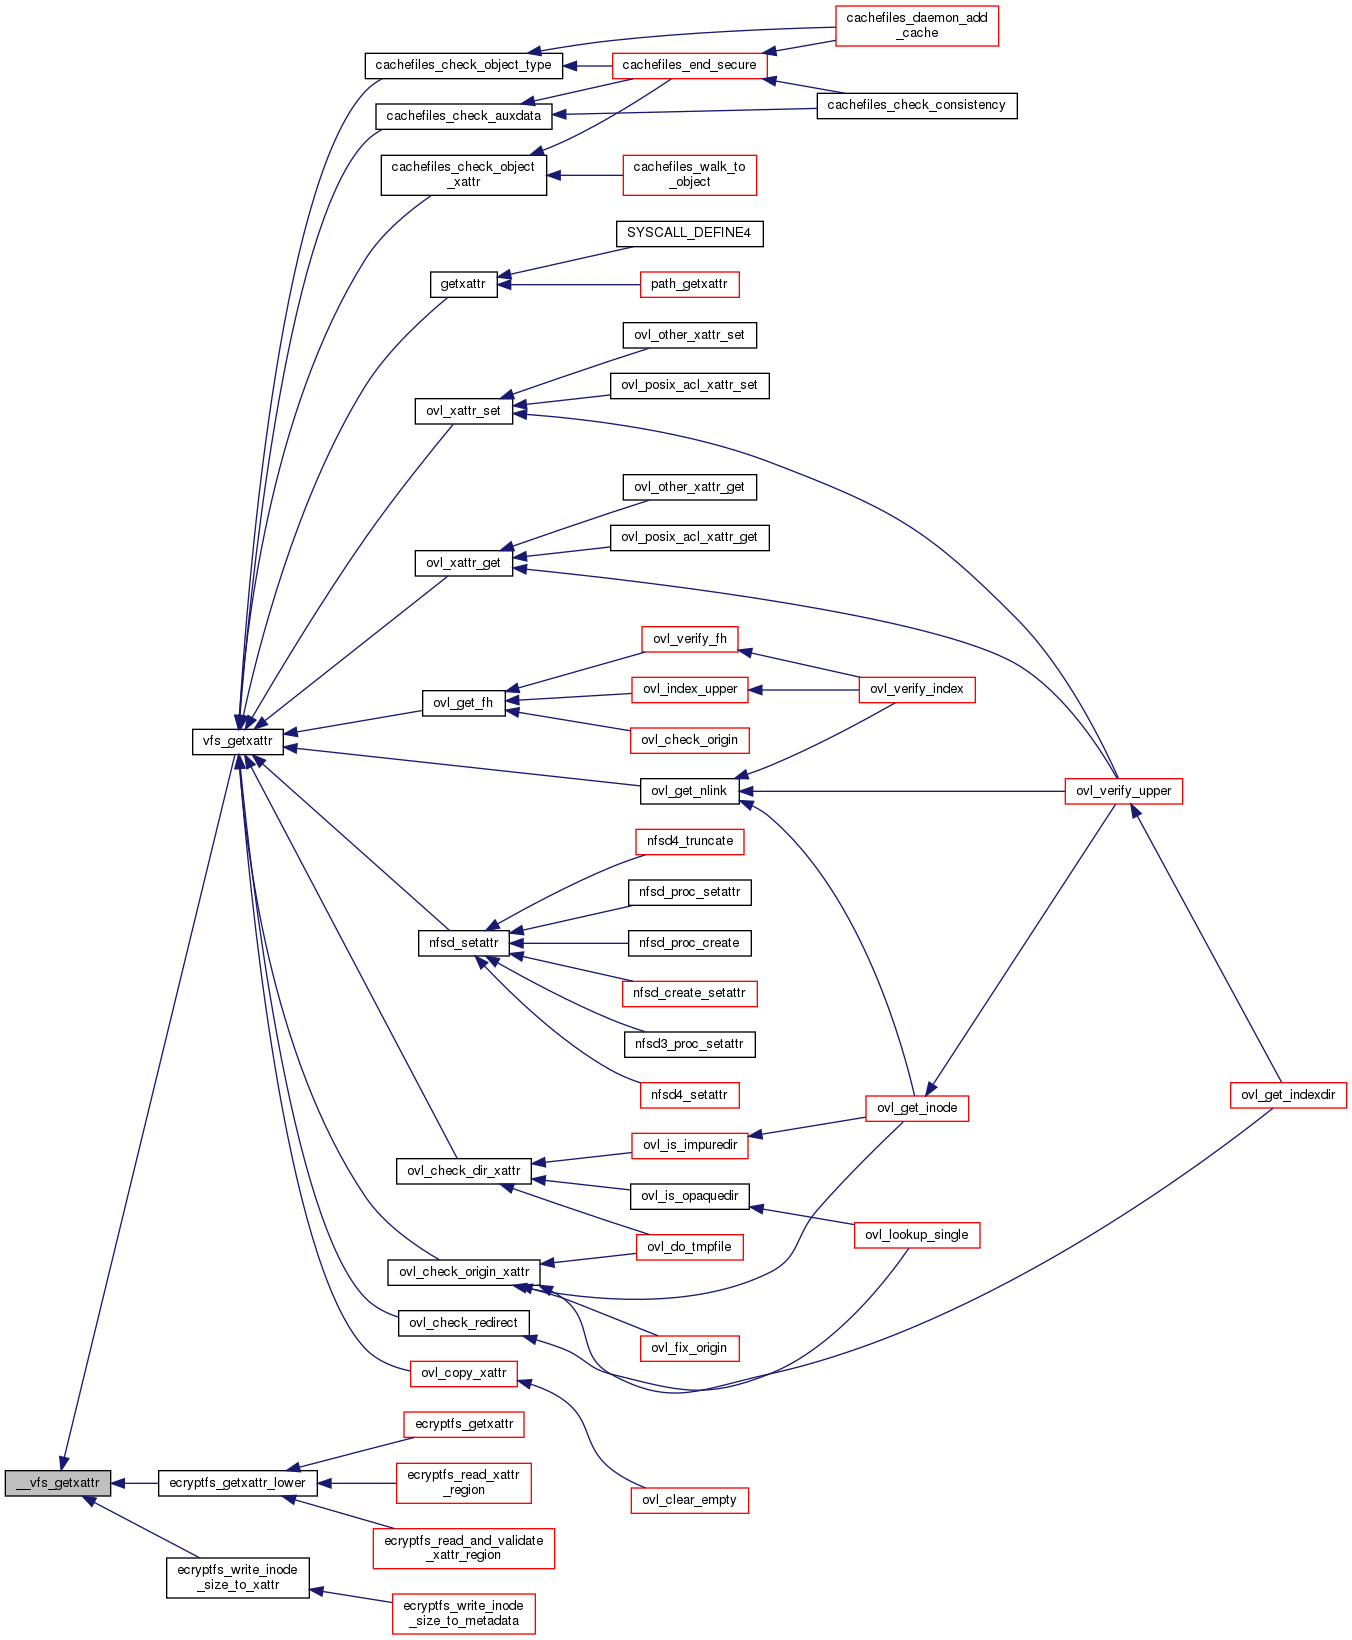 cachefiles_daemon_add
_cache
cachefiles_check_object_type
cachefiles_end_secure
cachefiles_check_consistency
cachefiles_check_auxdata
cachefiles_check_object
_xattr
cachefiles_walk_to
_object
SYSCALL_DEFINE4
getxattr
path_getxattr
ovl_other_xattr_set
ovl_posix_acl_xattr_set
ovl_xattr_set
ovl_other_xattr_get
ovl_posix_acl_xattr_get
ovl_xattr_get
ovl_verify_fh
ovl_index_upper
ovl_verify_index
ovl_get_fh
ovl_check_origin
vfs_getxattr
ovl_get_nlink
ovl_verify_upper
nfsd4_truncate
nfsd_proc_setattr
nfsd_setattr
nfsd_proc_create
nfsd_create_setattr
nfsd3_proc_setattr
nfsd4_setattr
ovl_get_inode
ovl_get_indexdir
ovl_is_impuredir
ovl_check_dir_xattr
ovl_is_opaquedir
ovl_lookup_single
ovl_do_tmpfile
ovl_check_origin_xattr
ovl_check_redirect
ovl_fix_origin
ovl_copy_xattr
ecryptfs_getxattr
__vfs_getxattr
ecryptfs_getxattr_lower
ecryptfs_read_xattr
_region
ovl_clear_empty
ecryptfs_read_and_validate
_xattr_region
ecryptfs_write_inode
_size_to_xattr
ecryptfs_write_inode
_size_to_metadata